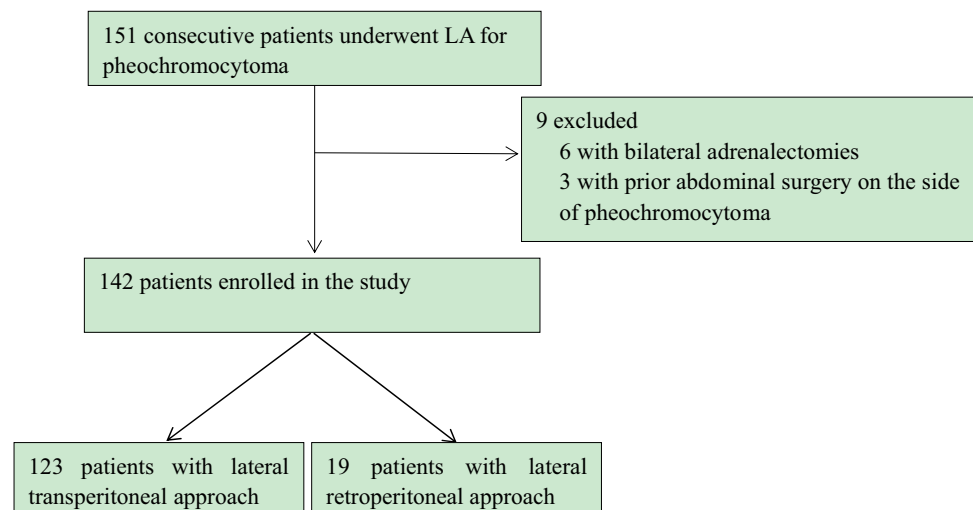 151 consecutive patients underwent LA for
pheochromocytoma
9 excluded
6 with bilateral adrenalectomies
3 with prior abdominal surgery on the side
of pheochromocytoma
142 patients enrolled in the study
123 patients with lateral
transperitoneal approach
19 patients with lateral
retroperitoneal approach